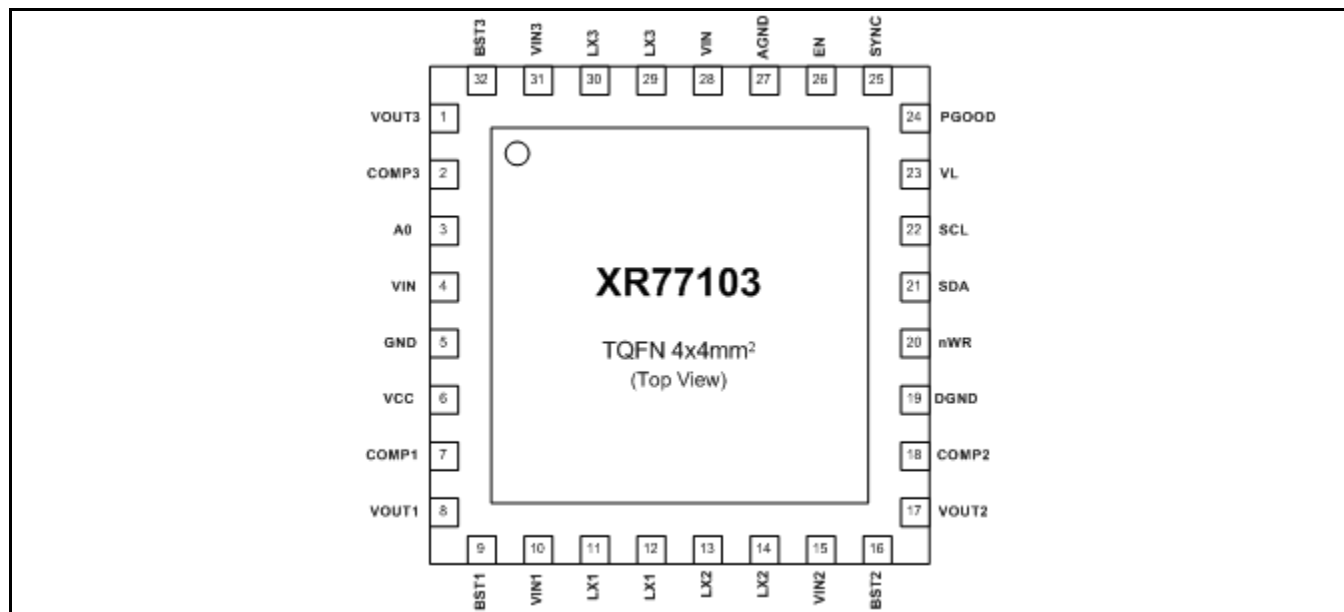 BST3
VIN3
LX3
LX3
VIN
AGND
EN
SYNC
32
31
30
29
28
27
26
25
VOUT3 1
24 PGOOD
COMP3 2
23 VL
A0 3
22 SCL
XR77103
VIN 4
21 SDA
GND 5
20 nWR
TQFN 4x4mm²
(Top View)
VCC 6
19 DGND
COMP1 7
18 COMP2
VOUT1 8
17 VOUT2
9
10
11
12
13
14
15
16
BST1
VIN1
LX1
LX1
LX2
LX2
VIN2
BST2